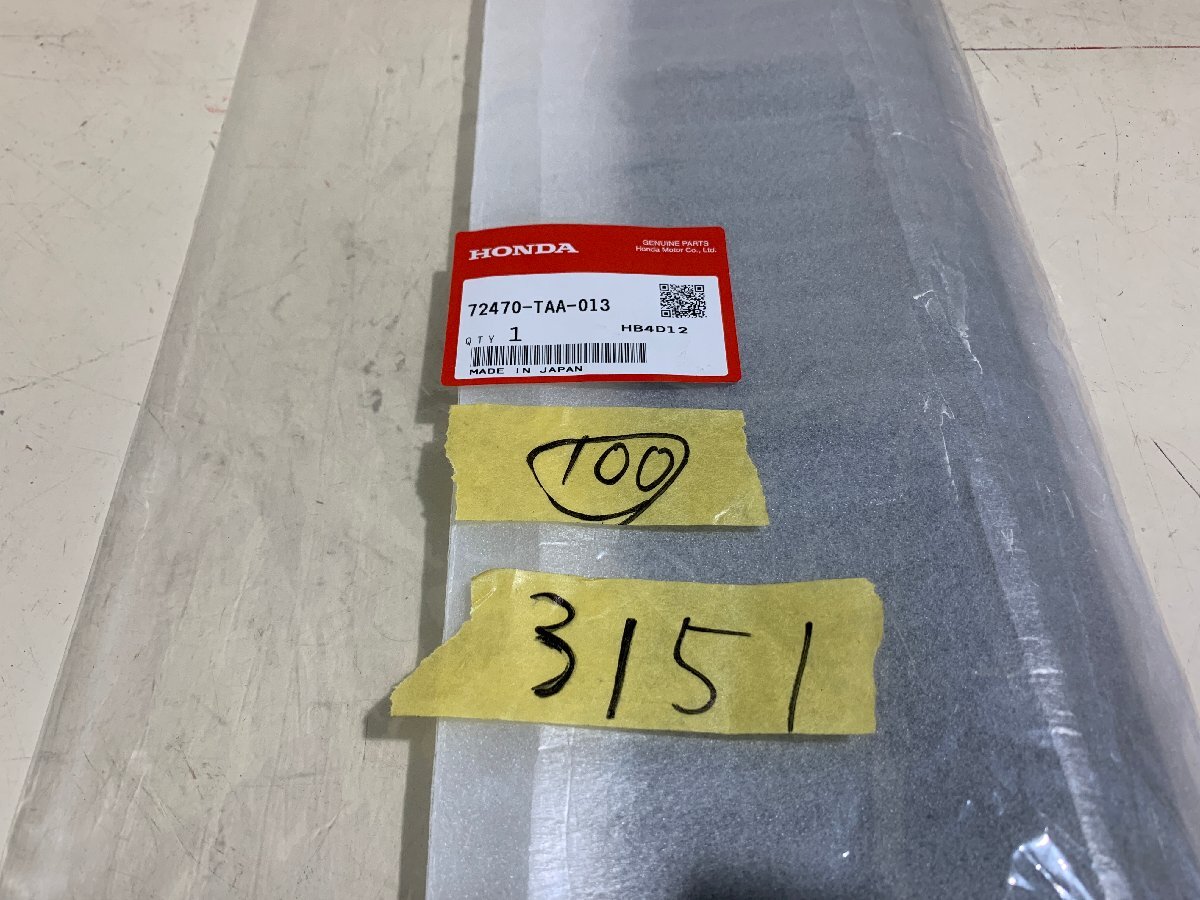 HONDA
GENUINE PARTS
Honda Motor Co., Ltd.
72470-TAA-013
HB4D12
QTY 1
MADE IN JAPAN
100
3151